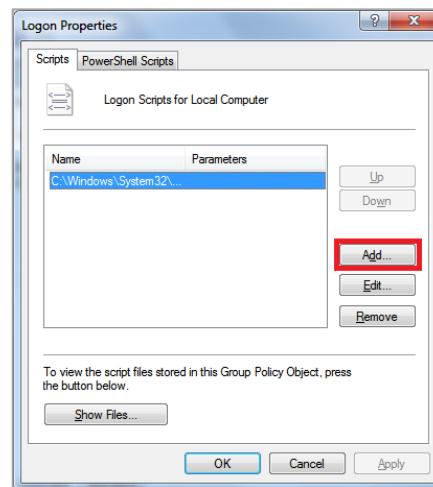 Logon Properties
Scripts
PowerShell Scripts
Logon Scripts for Local Computer
Name Parameters
C:\Windows\System32\...
Up
Down
Add...
Edit...
Remove
To view the script files stored in this Group Policy Object, press
the button below.
Show Files...
OK Cancel Apply